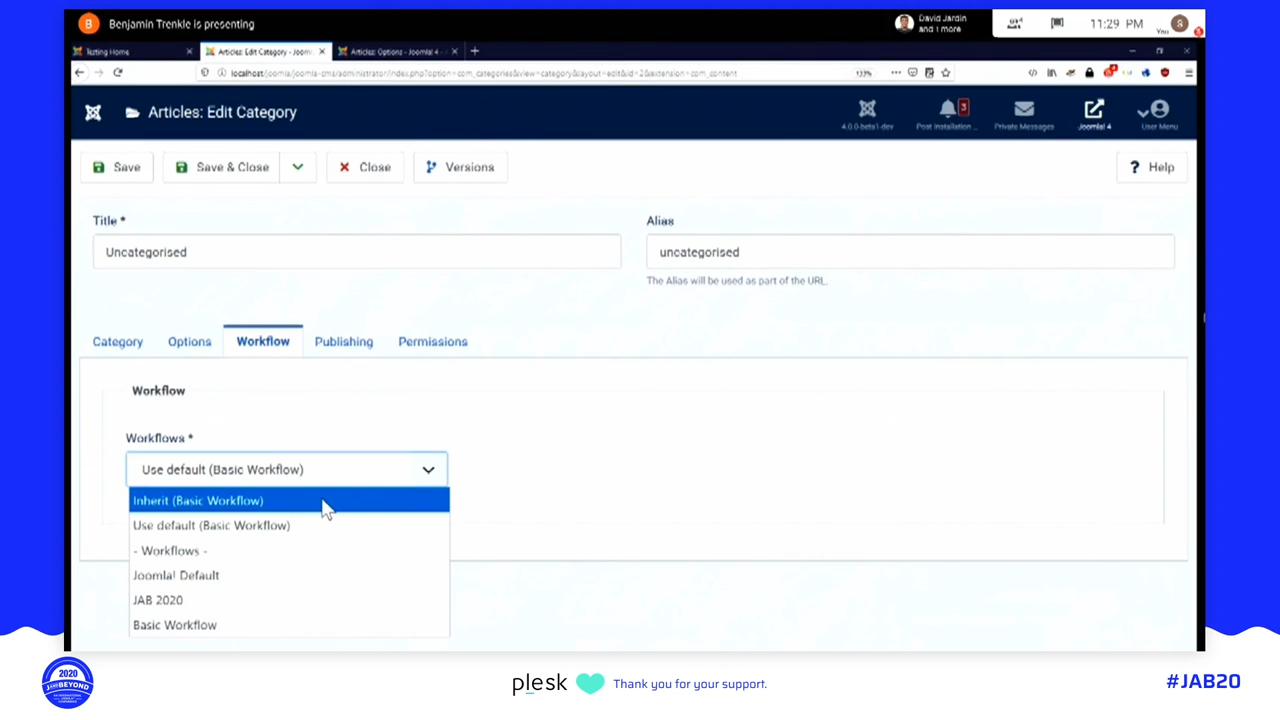 B Benjamin Trenkle is presenting
David Jardin
and 1 more
11:29 PM
You
S
Testing Home
Articles: Edit Category - Joom
Articles: Options - Joomla! 4 -
localhost/joomla/joomla-cms/administrator/index.php?option=com_categories&view=category&layout=edit&id=2&extension=com_content
133%
Articles: Edit Category
4.0.0-beta1-dev
3
Post Installation ...
Private Messages
Joomla! 4
User Menu
Save
Save & Close
Close
Versions
? Help
Title *
Alias
Uncategorised
uncategorised
The Alias will be used as part of the URL.
Category
Options
Workflow
Publishing
Permissions
Workflow
Workflows *
Use default (Basic Workflow)
Inherit (Basic Workflow)
Use default (Basic Workflow)
- Workflows -
Joomla! Default
JAB 2020
Basic Workflow
2020
JANDBEYOND
plesk
Thank you for your support.
#JAB20